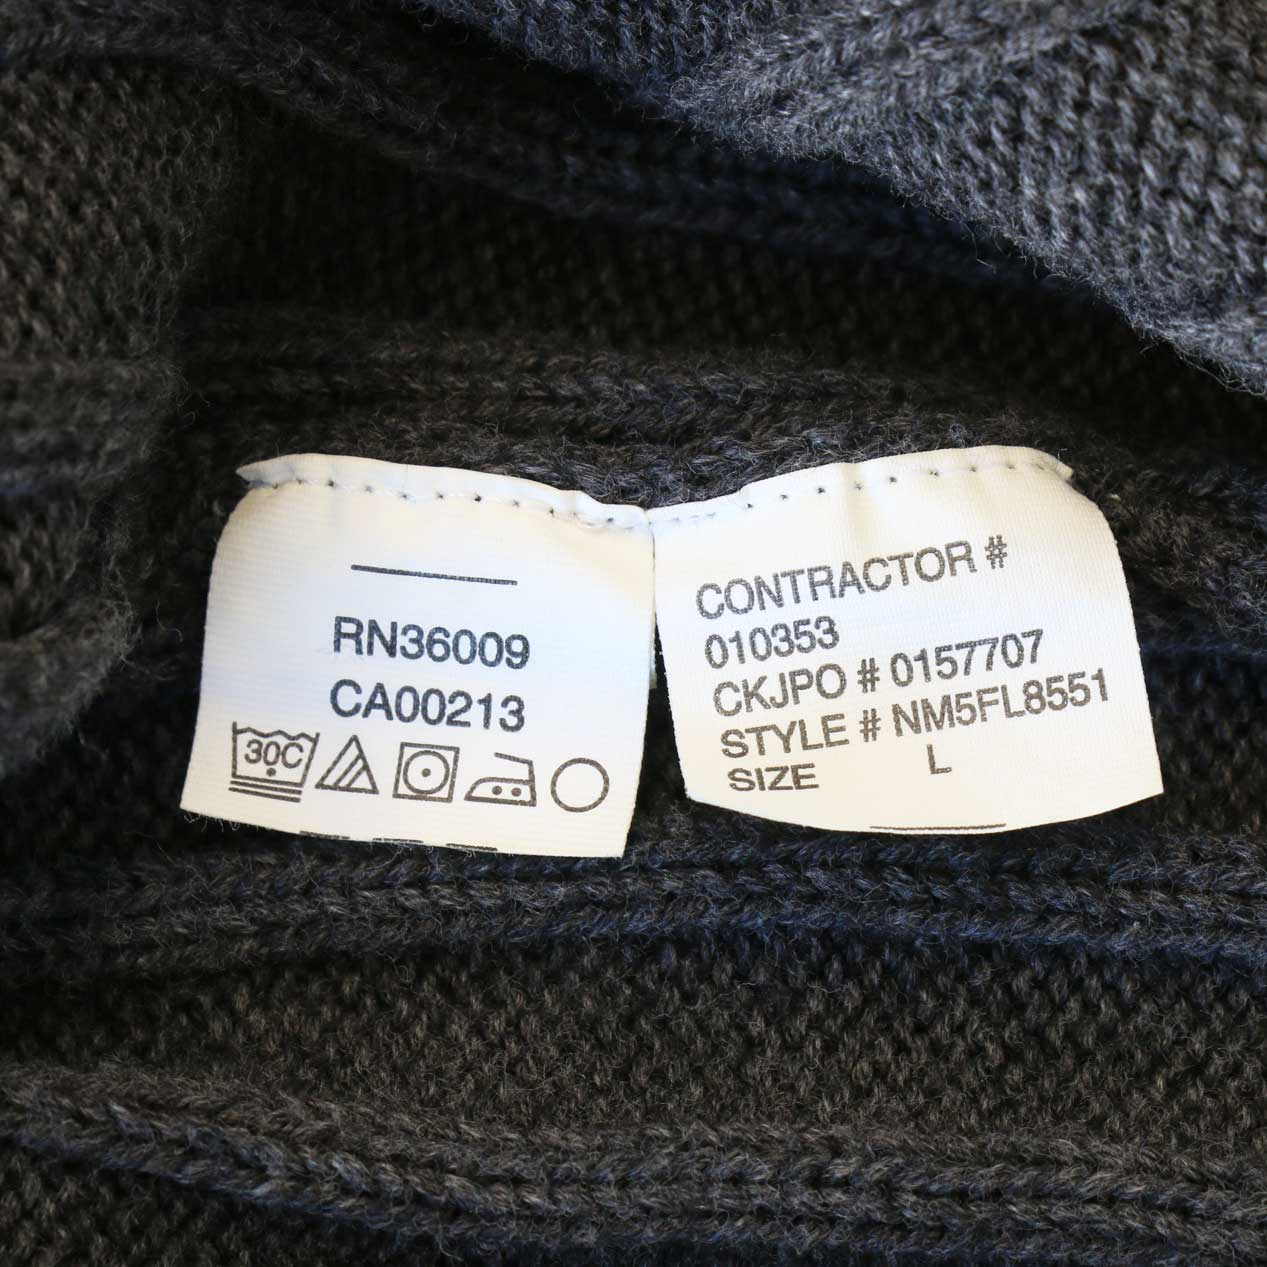 RN36009
CA00213
30C
CONTRACTOR #
010353
CKJPO # 0157707
STYLE # NM5FL8551
SIZE L